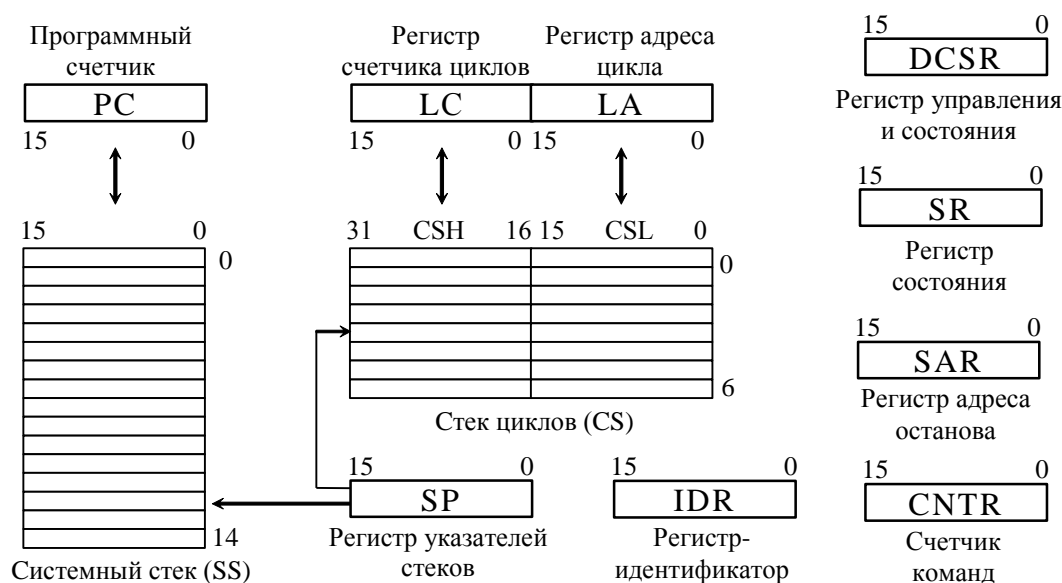 Программный
счетчик
PC
15 0
Регистр
счетчика циклов
Регистр адреса
цикла
LC LA
15 0 15 0
15 0
DCSR
Регистр управления
и состояния
15 0
SR
Регистр
состояния
15 0
SAR
Регистр адреса
останова
15 0
CNTR
Счетчик
команд
15 0
0
14
Системный стек (SS)
31 CSH 16 15 CSL 0
0
6
Стек циклов (CS)
15 0
SP
Регистр указателей
стеков
15 0
IDR
Регистр-
идентификатор